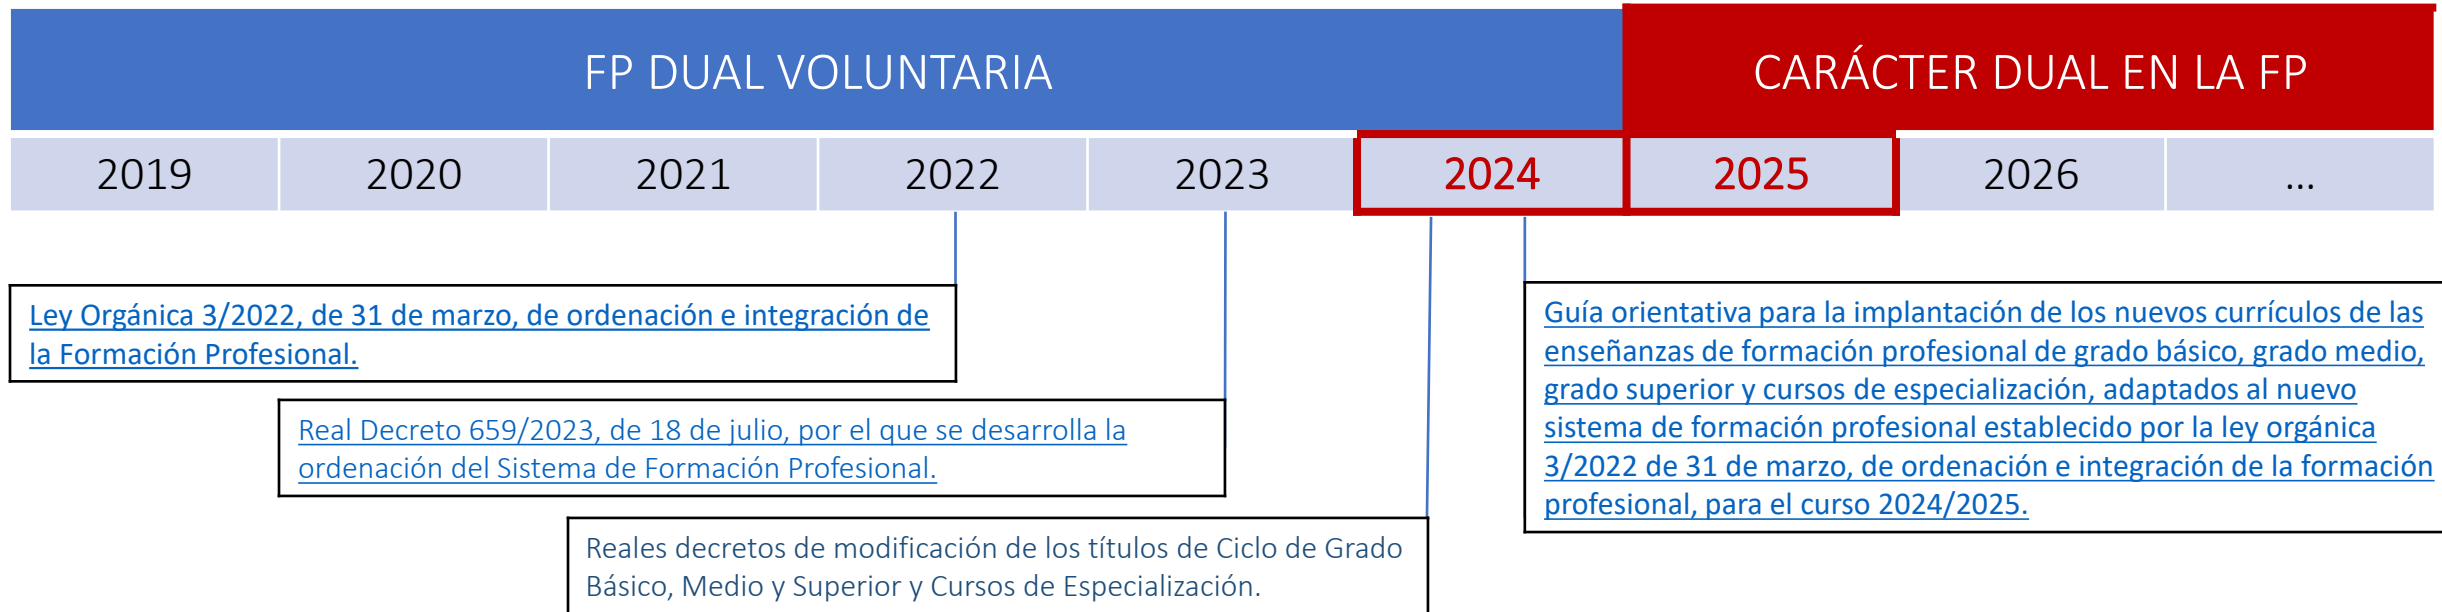 FP DUAL VOLUNTARIA
CARÁCTER DUAL EN LA FP
2019
2020
2021
2022
2023
2024
2025
2026
...
Ley Orgánica 3/2022, de 31 de marzo, de ordenación e integración de
la Formación Profesional.
Real Decreto 659/2023, de 18 de julio, por el que se desarrolla la
ordenación del Sistema de Formación Profesional.
Reales decretos de modificación de los títulos de Ciclo de Grado
Básico, Medio y Superior y Cursos de Especialización.
Guía orientativa para la implantación de los nuevos currículos de las
enseñanzas de formación profesional de grado básico, grado medio,
grado superior y cursos de especialización, adaptados al nuevo
sistema de formación profesional establecido por la ley orgánica
3/2022 de 31 de marzo, de ordenación e integración de la formación
profesional, para el curso 2024/2025.